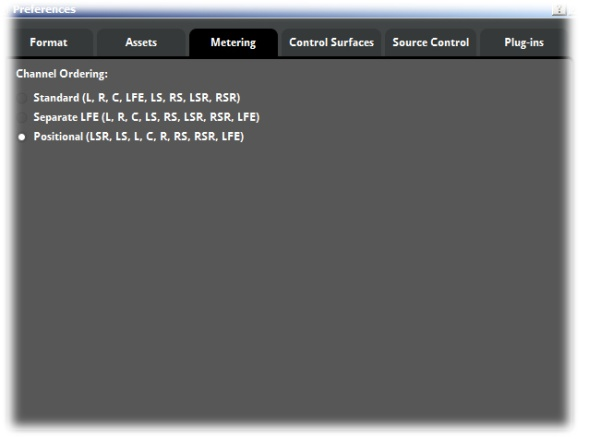 Preferences
Format Assets Metering Control Surfaces Source Control Plug-ins
Channel Ordering:
Standard (L, R, C, LFE, LS, RS, LSR, RSR)
Separate LFE (L, R, C, LS, RS, LSR, RSR, LFE)
Positional (LSR, LS, L, C, R, RS, RSR, LFE)